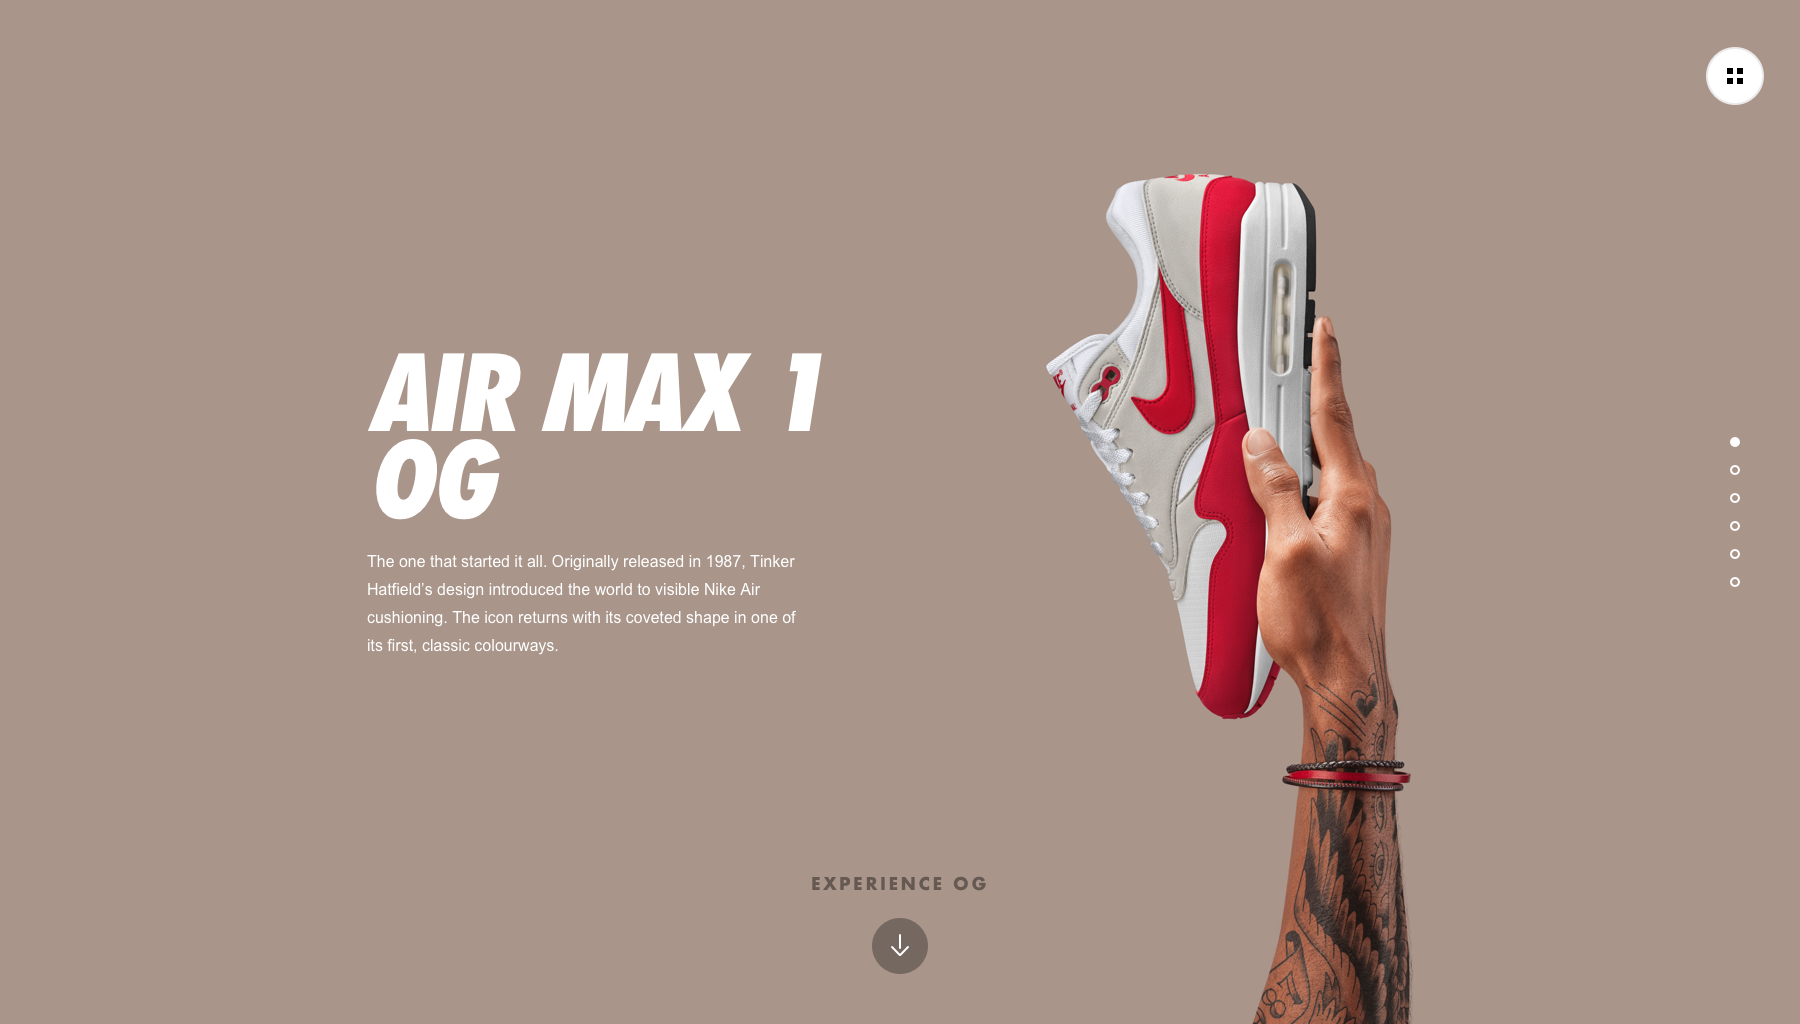 AIR MAX 1
OG
The one that started it all. Originally released in 1987, Tinker
Hatfield’s design introduced the world to visible Nike Air
cushioning. The icon returns with its coveted shape in one of
its first, classic colourways.
EXPERIENCE OG
87